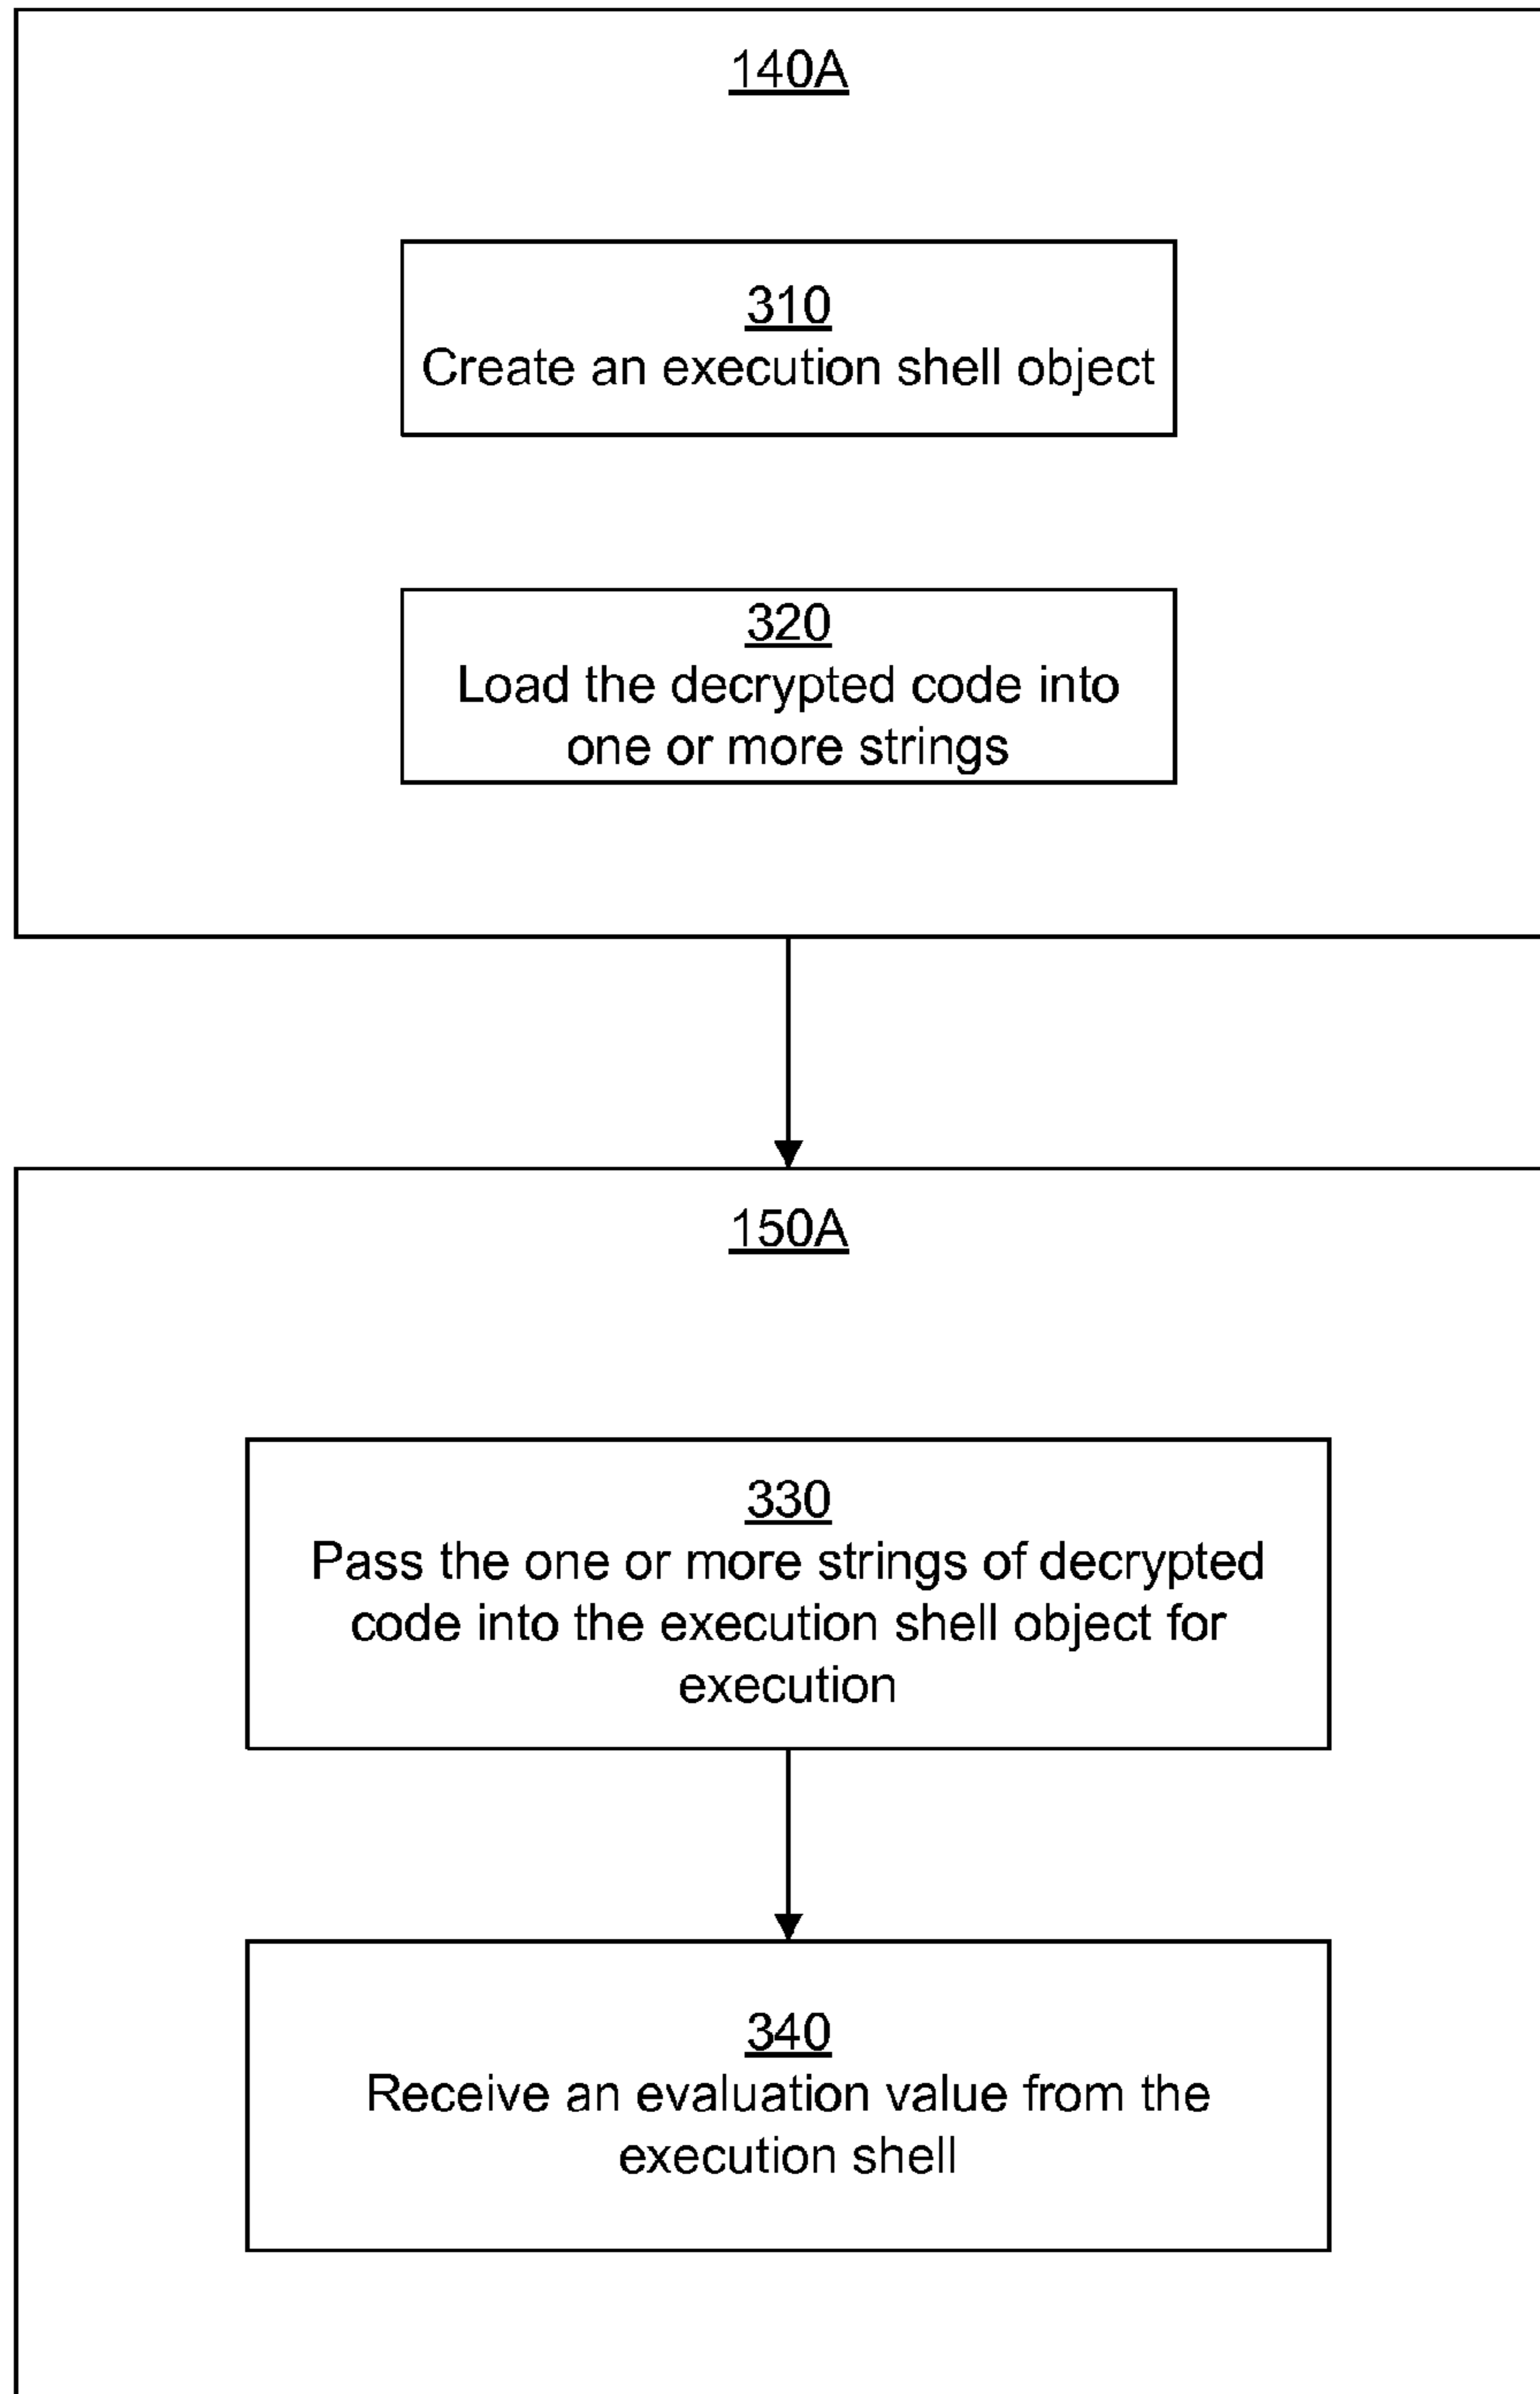 140A
310
Create an execution shell object
320
Load the decrypted code into
one or more strings
150A
330
Pass the one or more strings of decrypted
code into the execution shell object for
execution
340
Receive an evaluation value from the
execution shell